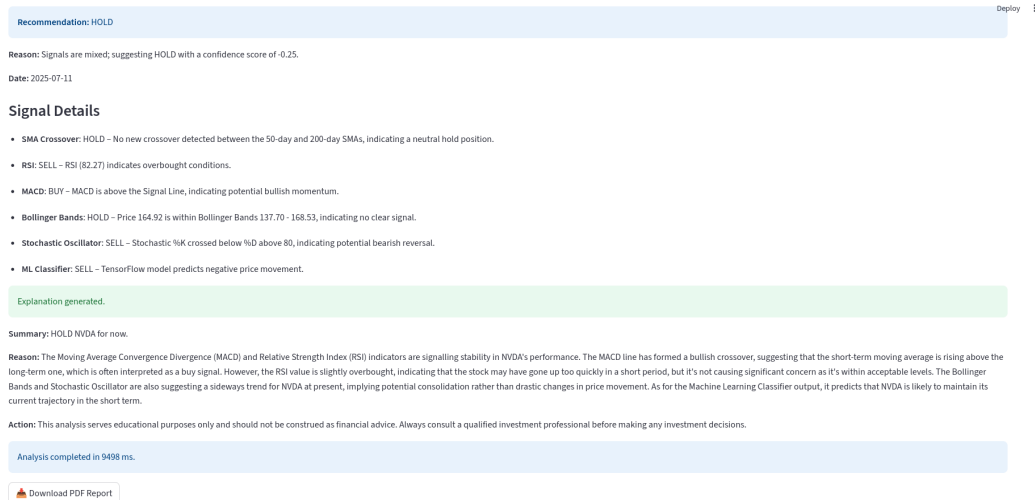 Deploy
Recommendation: HOLD
Reason: Signals are mixed; suggesting HOLD with a confidence score of -0.25.
Date: 2025-07-11
Signal Details
SMA Crossover: HOLD – No new crossover detected between the 50-day and 200-day SMAs, indicating a neutral hold position.
RSI: SELL – RSI (82.27) indicates overbought conditions.
MACD: BUY – MACD is above the Signal Line, indicating potential bullish momentum.
Bollinger Bands: HOLD – Price 164.92 is within Bollinger Bands 137.70 - 168.53, indicating no clear signal.
Stochastic Oscillator: SELL – Stochastic %K crossed below %D above 80, indicating potential bearish reversal.
ML Classifier: SELL – TensorFlow model predicts negative price movement.
Explanation generated.
Summary: HOLD NVDA for now.
Reason: The Moving Average Convergence Divergence (MACD) and Relative Strength Index (RSI) indicators are signalling stability in NVDA's performance. The MACD line has formed a bullish crossover, suggesting that the short-term moving average is rising above the
long-term one, which is often interpreted as a buy signal. However, the RSI value is slightly overbought, indicating that the stock may have gone up too quickly in a short period, but it's not causing significant concern as it's within acceptable levels. The Bollinger
Bands and Stochastic Oscillator are also suggesting a sideways trend for NVDA at present, implying potential consolidation rather than drastic changes in price movement. As for the Machine Learning Classifier output, it predicts that NVDA is likely to maintain its
current trajectory in the short term.
Action: This analysis serves educational purposes only and should not be construed as financial advice. Always consult a qualified investment professional before making any investment decisions.
Analysis completed in 9498 ms.
Download PDF Report